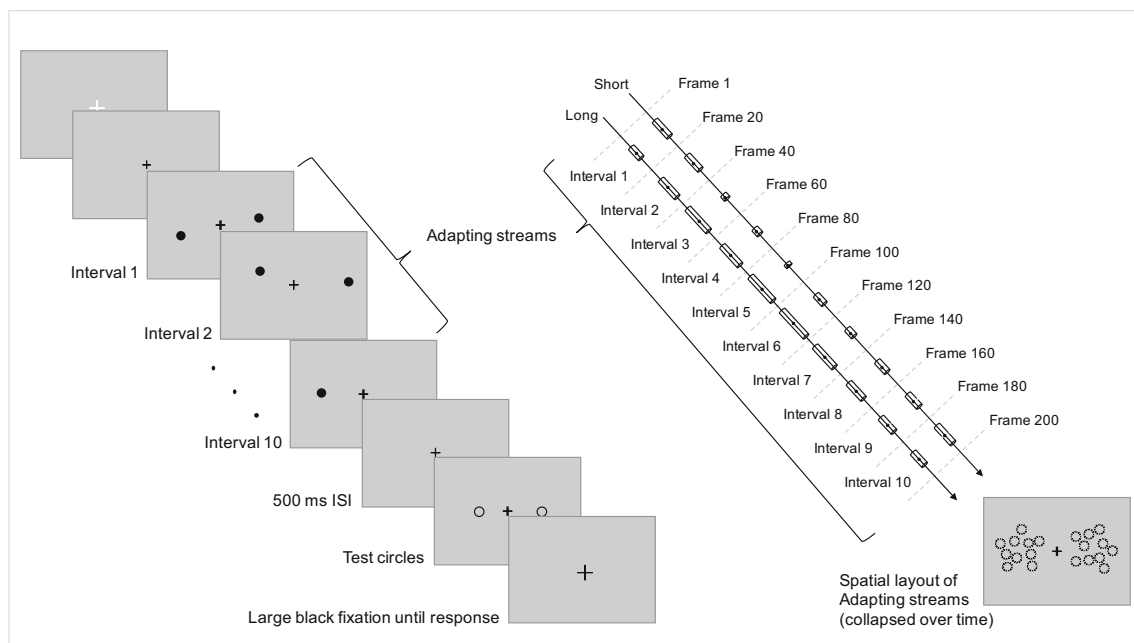 Short
Long
Frame 1
Frame 20
Frame 40
Frame 60
Frame 80
Frame 100
Frame 120
Frame 140
Frame 160
Frame 180
Frame 200
Interval 1
Interval 2
Interval 3
Interval 4
Interval 5
Interval 6
Interval 7
Interval 8
Interval 9
Interval 10
Adapting streams
Interval 1
Interval 2
Interval 10
500 ms ISI
Test circles
Large black fixation until response
Spatial layout of
Adapting streams
(collapsed over time)